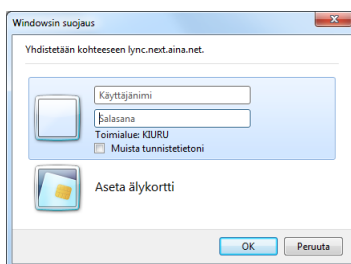 Windowsin suojaus
Yhdistetään kohteeseen lync.next.aina.net.
Käyttäjänimi
Salasana
Toimialue: KIURU
Muista tunnistetietoni
Aseta älykortti
OK
Peruuta